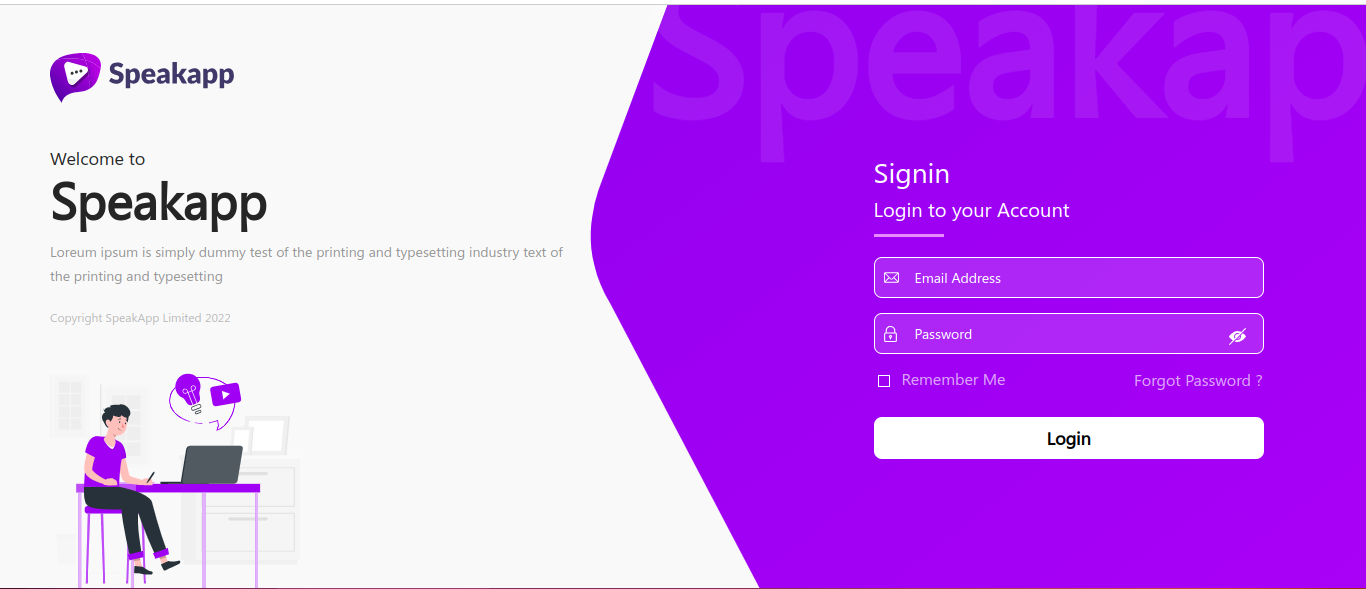 Speakapp
Welcome to
Speakapp
Loreum ipsum is simply dummy test of the printing and typesetting industry text of
the printing and typesetting
Copyright SpeakApp Limited 2022
Speakap
Signin
Login to your Account
Email Address
Password
Remember Me
Forgot Password ?
Login